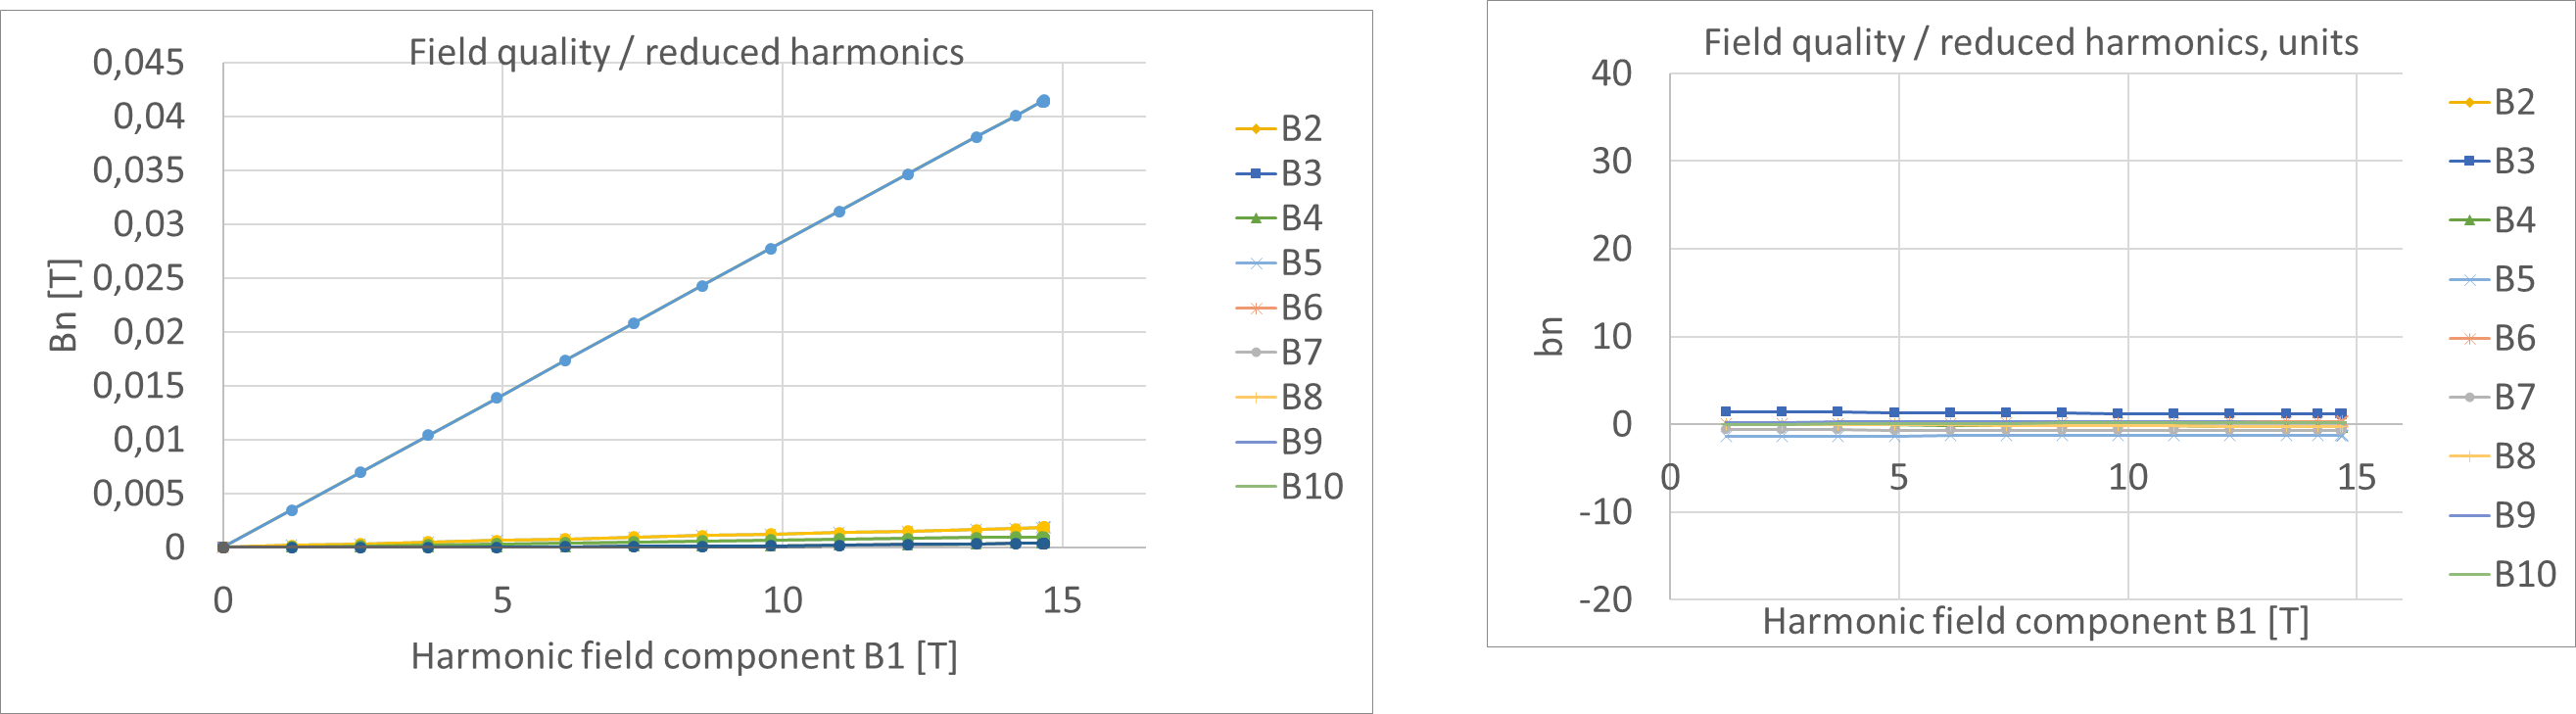 Field quality / reduced harmonics
0,045
0,04
0,035
0,03
0,025
0,02
0,015
0,01
0,005
0
Bn [T]
0
5
10
15
Harmonic field component B1 [T]
B2
B3
B4
B5
B6
B7
B8
B9
B10
Field quality / reduced harmonics, units
40
30
20
10
0
-10
-20
bn
0
5
10
15
Harmonic field component B1 [T]
B2
B3
B4
B5
B6
B7
B8
B9
B10